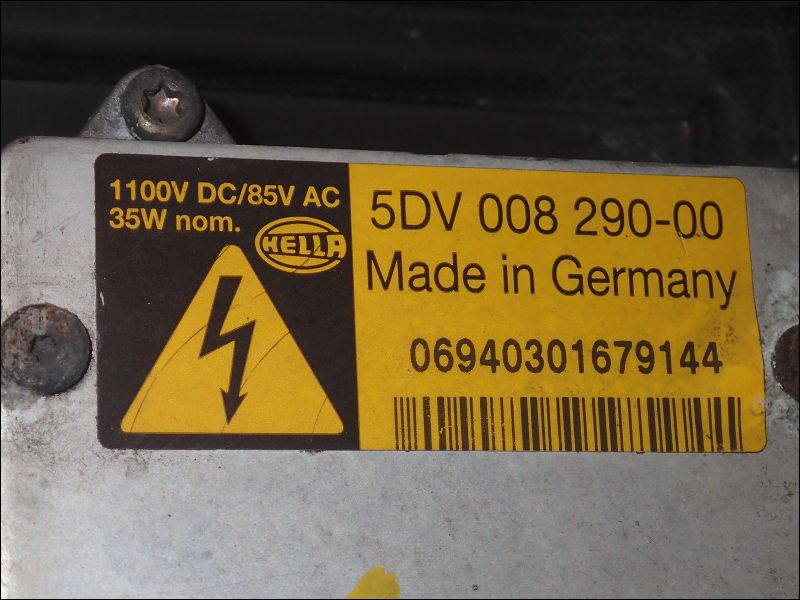 1100V DC/85V AC
35W nom.
HELLA
5DV 008 290-00
Made in Germany
06940301679144